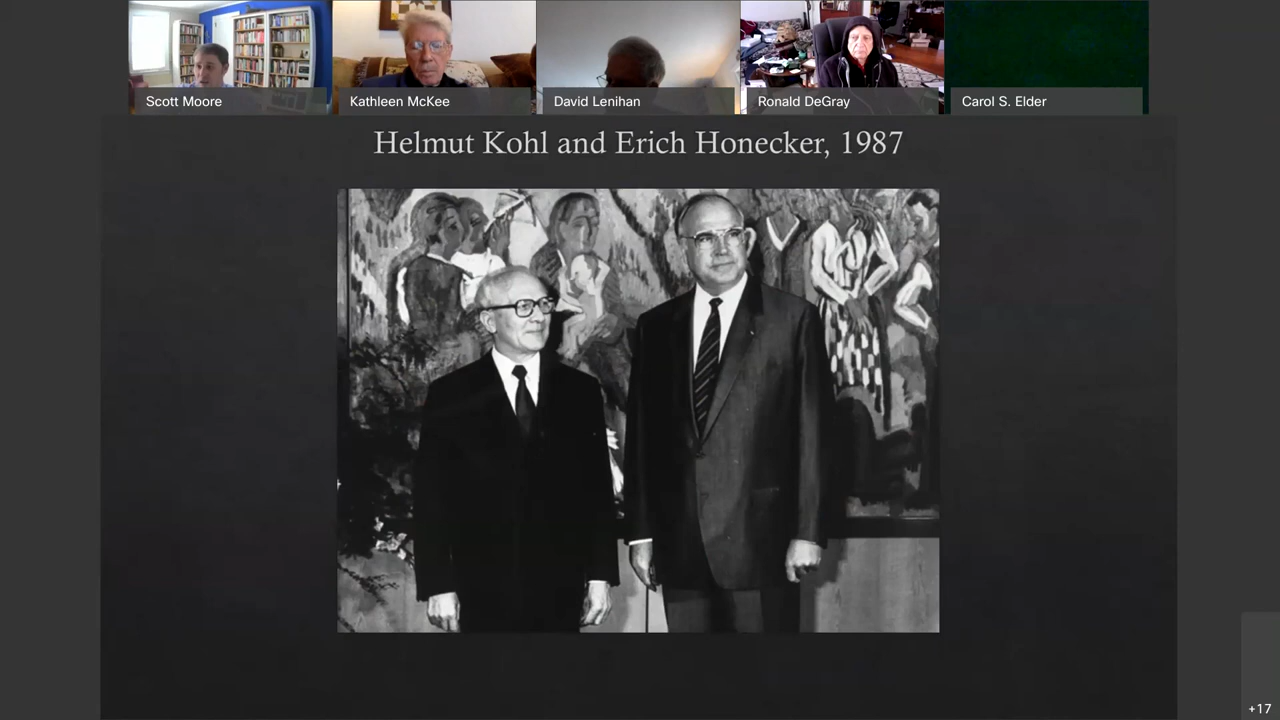 Scott Moore
Kathleen McKee
David Lenihan
Ronald DeGray
Carol S. Elder
Helmut Kohl and Erich Honecker, 1987
+17